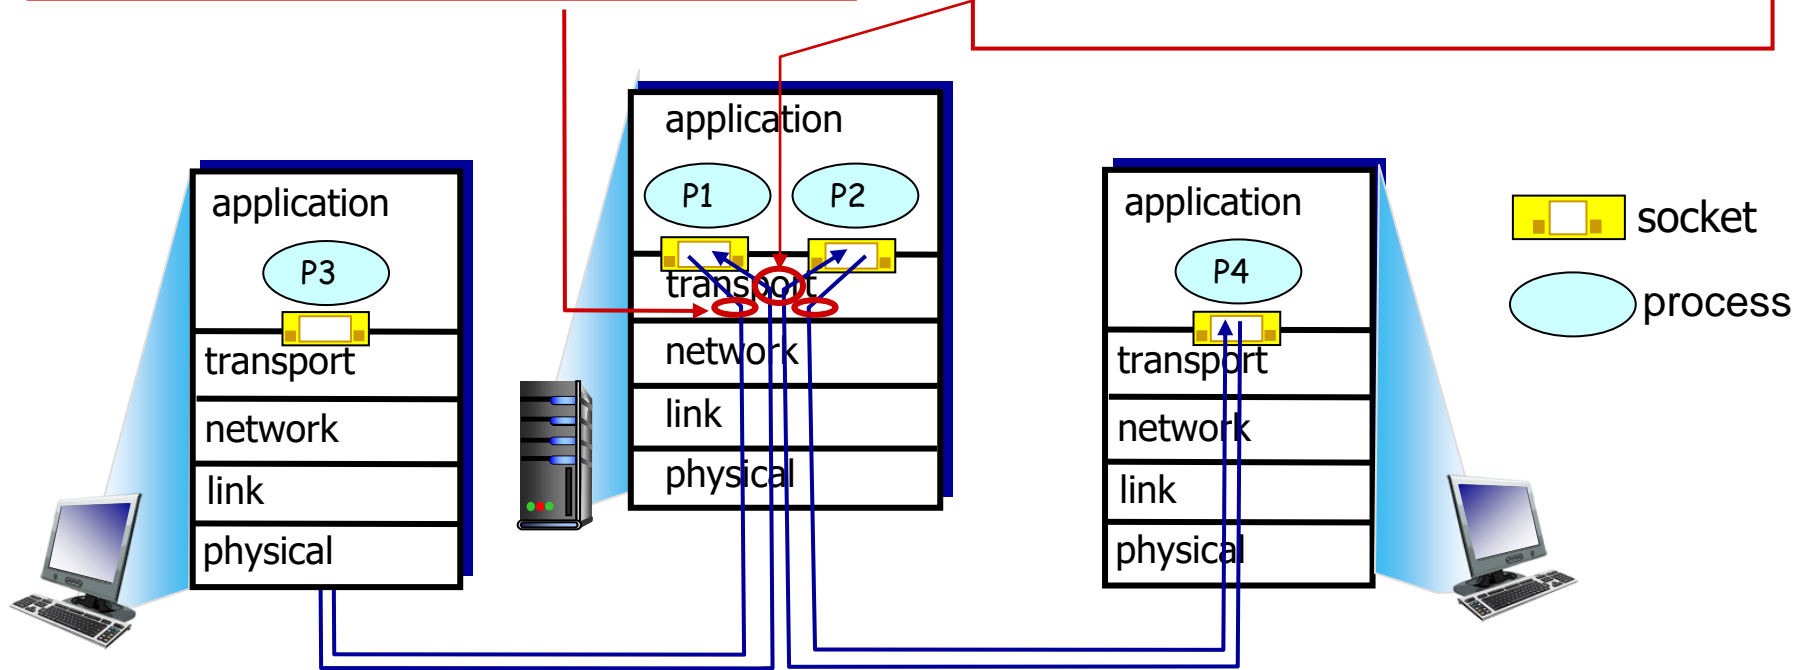 application
P3
transport
network
link
physical
application
P1
P2
transport
network
link
physical
application
P4
transport
network
link
physical
socket
process